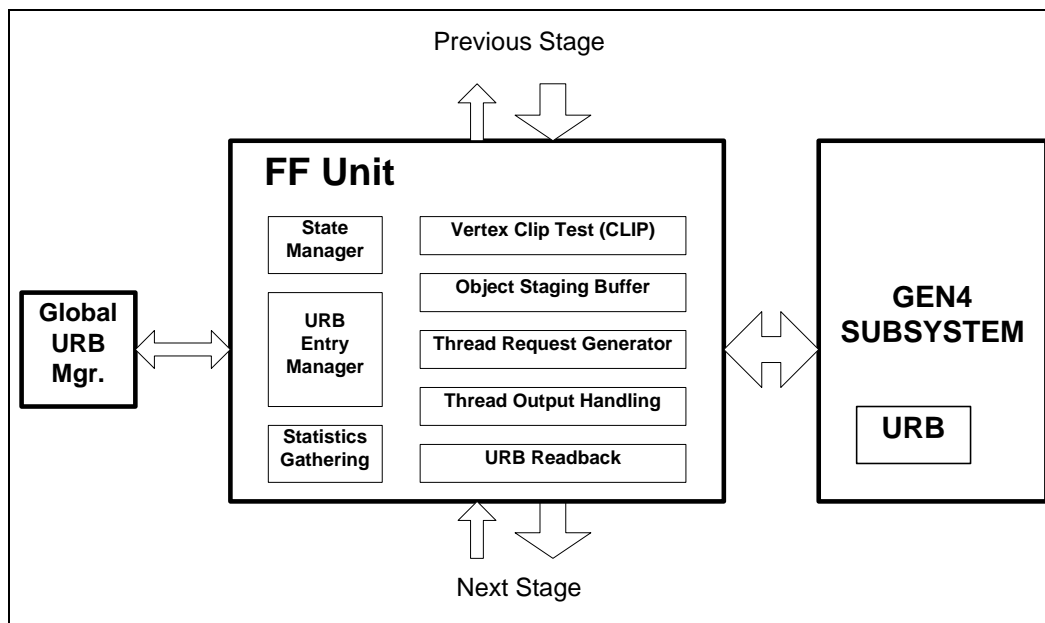 Previous Stage
FF Unit
State
Manager
URB
Entry
Manager
Statistics
Gathering
Vertex Clip Test (CLIP)
Object Staging Buffer
Thread Request Generator
Thread Output Handling
URB Readback
Global
URB
Mgr.
GEN4
SUBSYSTEM
URB
Next Stage